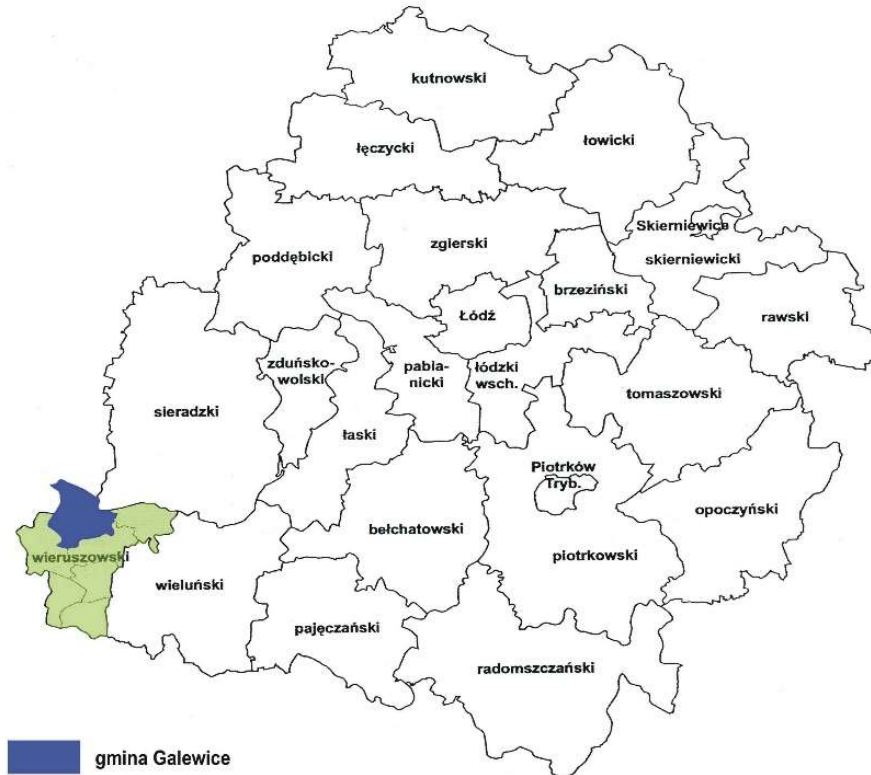 kutnowski
łęczycki
łowicki
Skierniewice
skierniewicki
zgierski
poddębicki
brzeziński
Łódź
rawski
zduńsko-
wolski
pabia-
nicki
łódzki
wsch.
tomaszowski
sieradzki
łaski
Piotrków
Tryb.
opoczyński
bełchatowski
wieruszowski
piotrkowski
wieluński
pajęczański
radomszczański
gmina Galewice